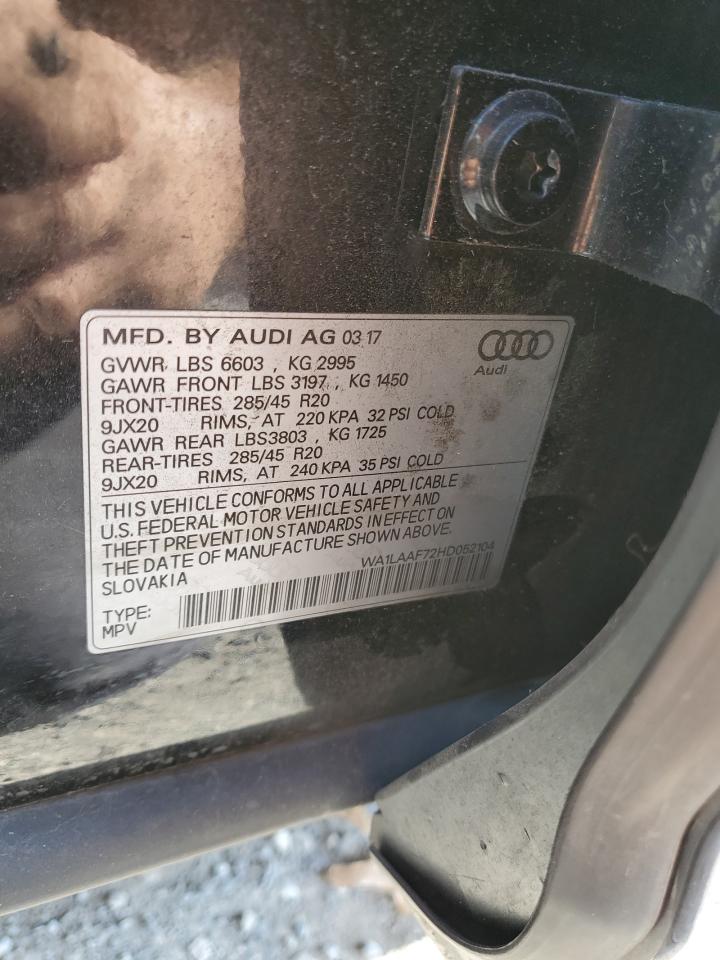 MFD. BY AUDI AG 03 17
Audi
GVWR LBS 6603 , KG 2995
GAWR FRONT LBS 3197 , KG 1450
FRONT-TIRES 285/45 R20
9JX20 RIMS, AT 220 KPA 32 PSI COLD
GAWR REAR LBS3803 , KG 1725
REAR-TIRES 285/45 R20
9JX20 RIMS, AT 240 KPA 35 PSI COLD
THIS VEHICLE CONFORMS TO ALL APPLICABLE
U.S. FEDERAL MOTOR VEHICLE SAFETY AND
THEFT PREVENTION STANDARDS IN EFFECT ON
THE DATE OF MANUFACTURE SHOWN ABOVE.
SLOVAKIA WA1LAAF72HD052104
TYPE:
MPV